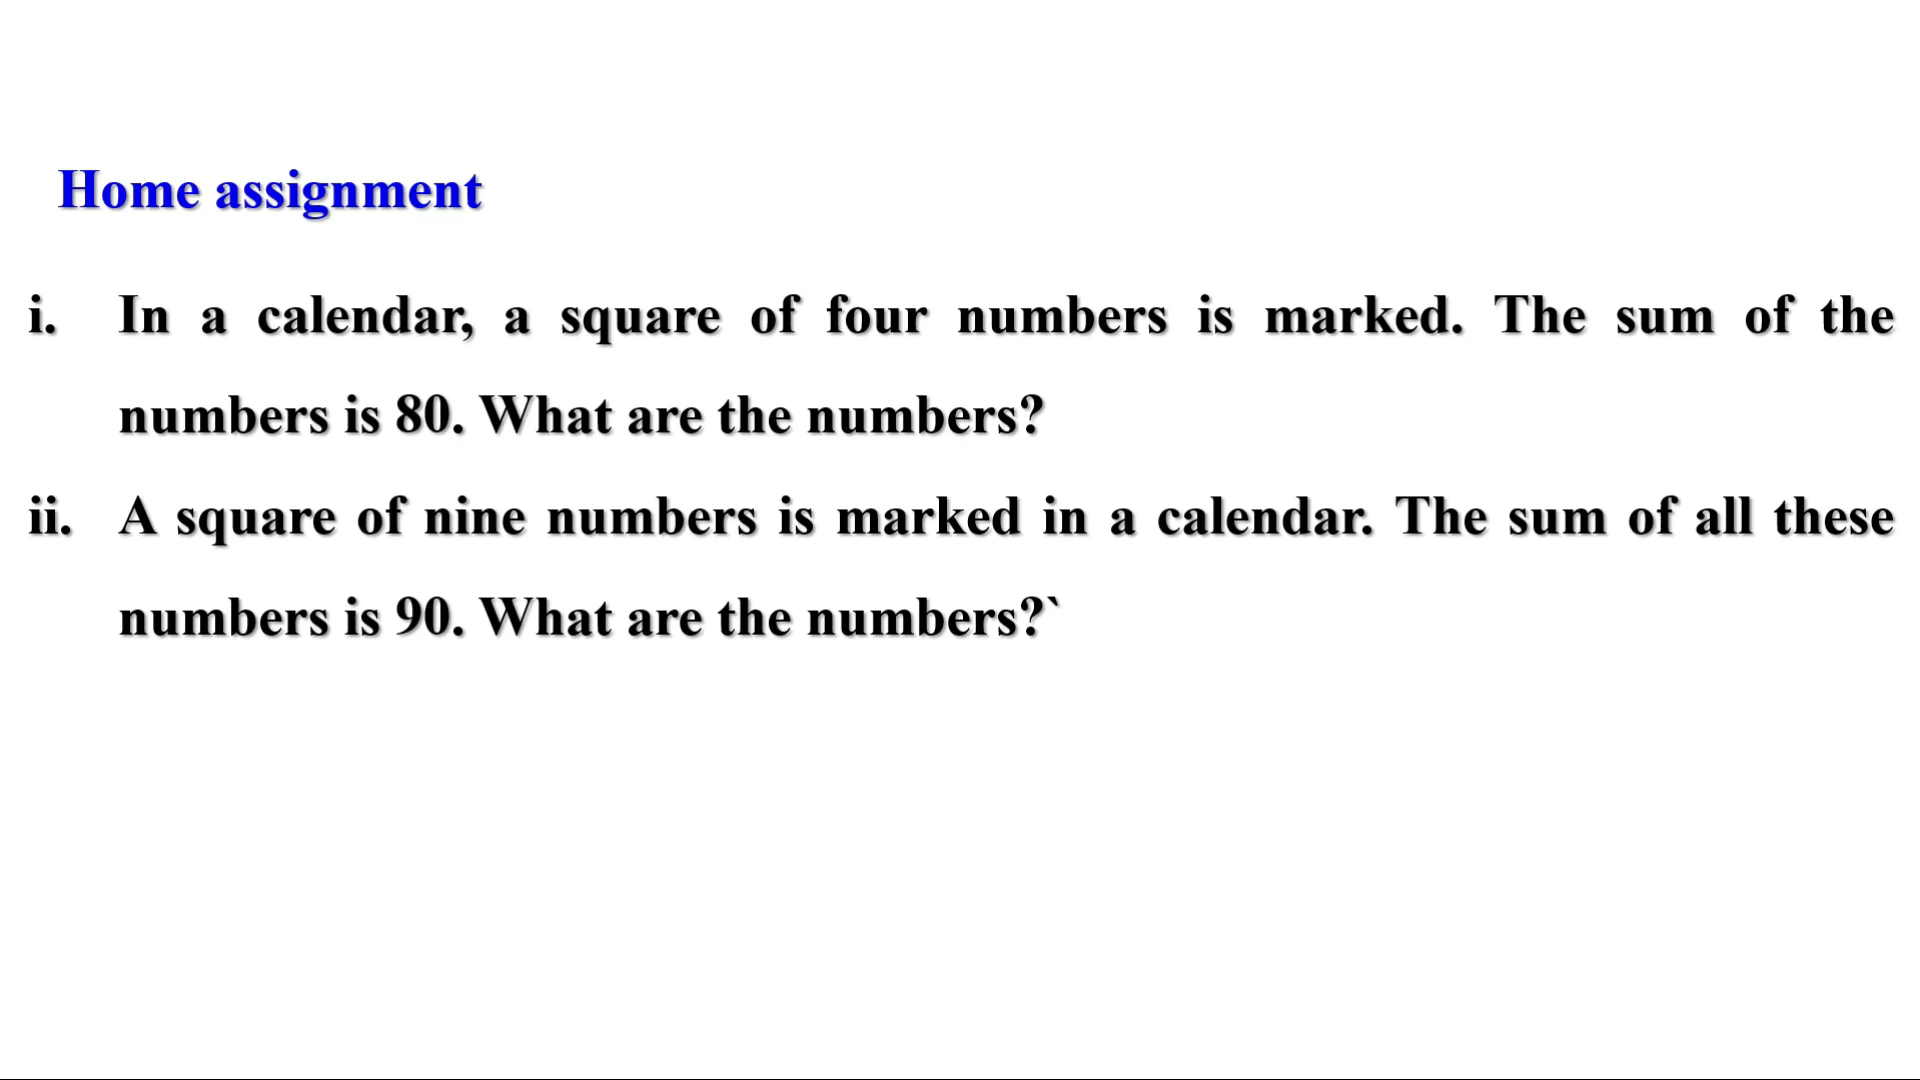 Home assignment
i. In a calendar, a square of four numbers is marked. The sum of the
numbers is 80. What are the numbers?
ii. A square of nine numbers is marked in a calendar. The sum of all these
numbers is 90. What are the numbers?`